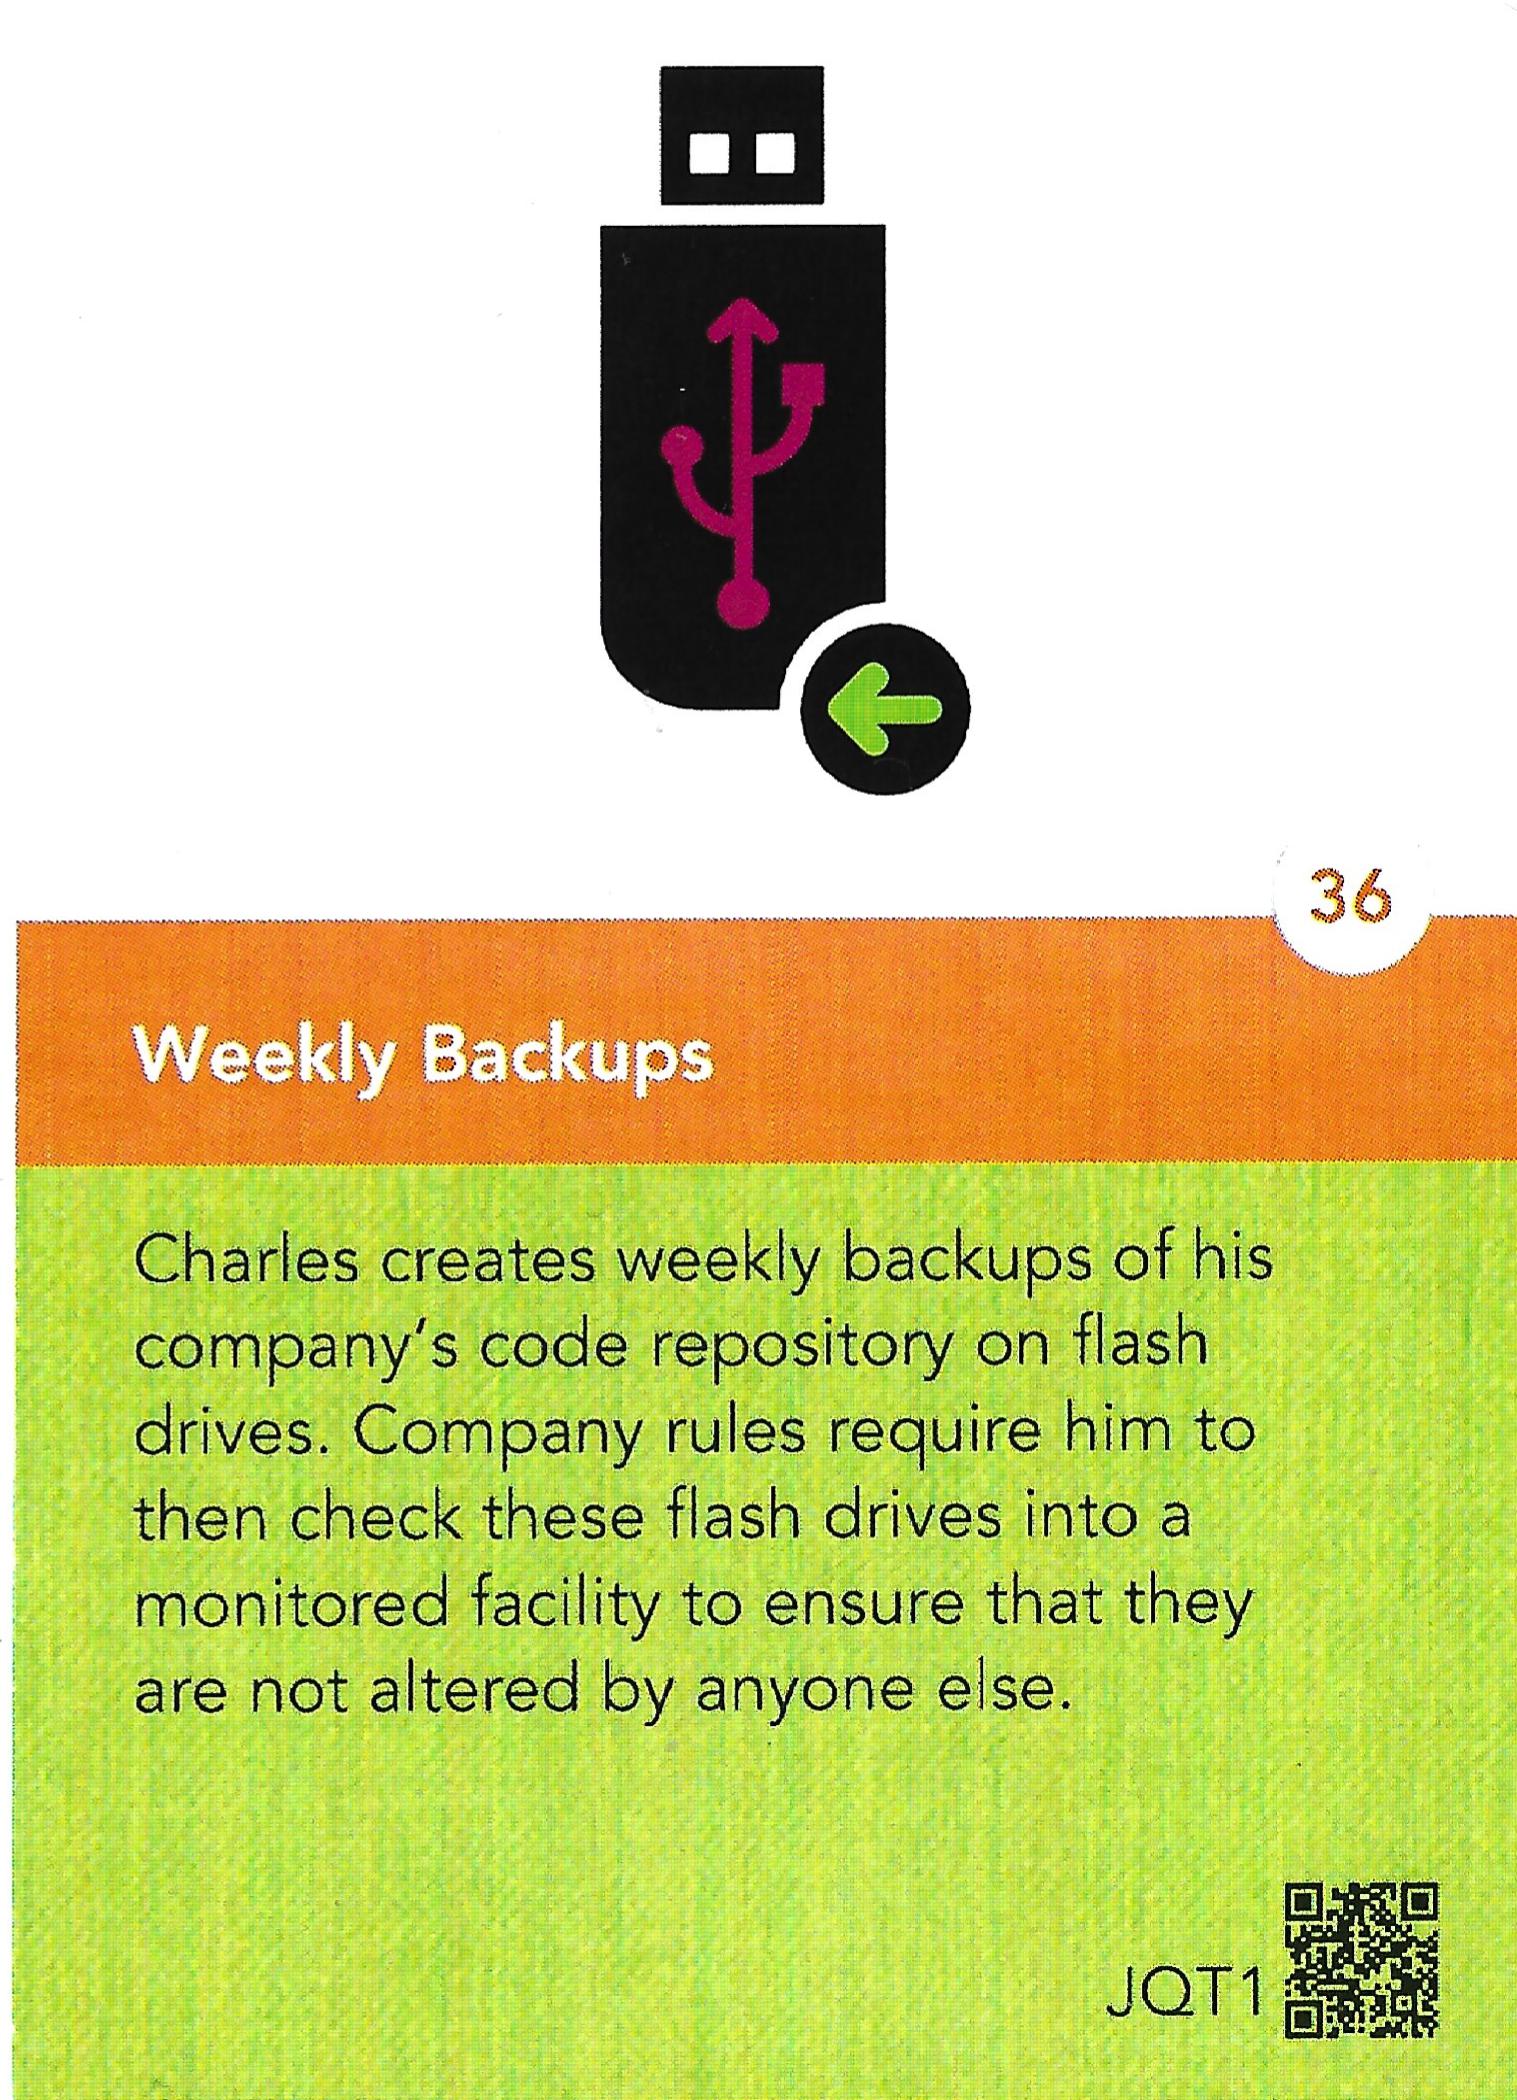 36
Weekly Backups
Charles creates weekly backups of his
company's code repository on flash
drives. Company rules require him to
then check these flash drives into a
monitored facility to ensure that they
are not altered by anyone else.
JQT1